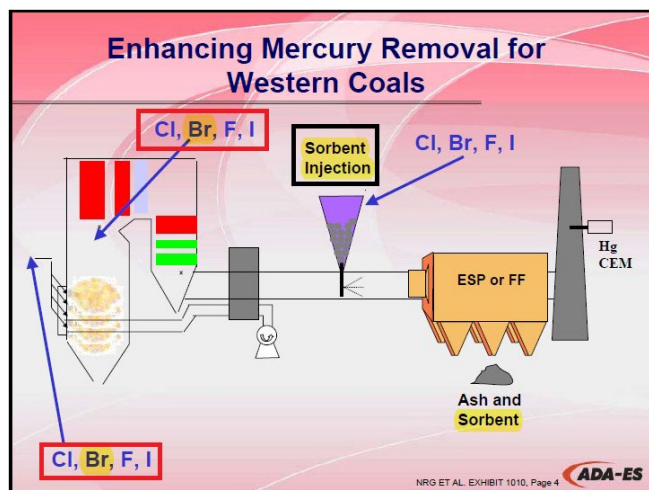 Enhancing Mercury Removal for
Western Coals
Cl, Br, F, I
Sorbent
Injection
Cl, Br, F, I
Hg
CEM
ESP or FF
x
Ash and
Sorbent
Cl, Br, F, I
NRG ET AL. EXHIBIT 1010, Page 4
ADA-ES